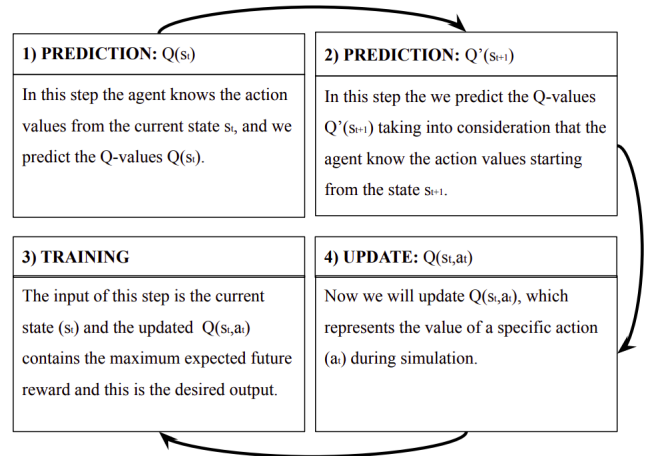 1) PREDICTION: Q(st)
In this step the agent knows the action
values from the current state st, and we
predict the Q-values Q(st).
2) PREDICTION: Q’(st+1)
In this step the we predict the Q-values
Q’(st+1) taking into consideration that the
agent know the action values starting
from the state st+1.
3) TRAINING
The input of this step is the current
state (st) and the updated Q(st,at)
contains the maximum expected future
reward and this is the desired output.
4) UPDATE: Q(st,at)
Now we will update Q(st,at), which
represents the value of a specific action
(at) during simulation.